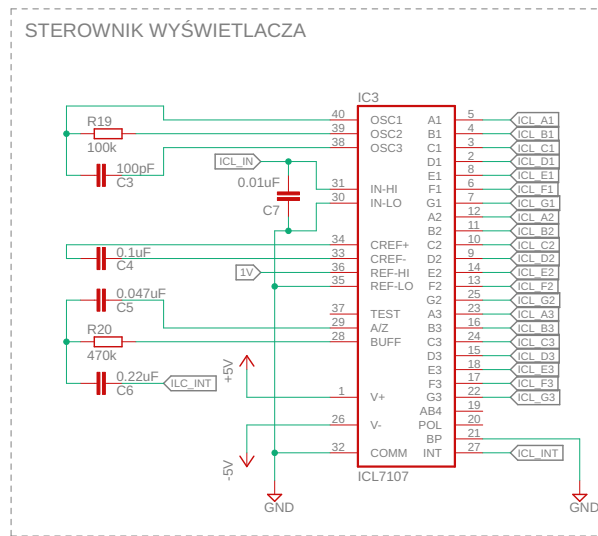 STEROWNIK WYŚWIETLACZA
IC3
R19
100k
100pF
C3
ICL_IN
0.01uF
C7
0.1uF
C4
1V
0.047uF
C5
R20
470k
0.22uF
C6
ILC_INT
+5V
-5V
GND
40 OSC1 A1 5 ICL_A1
39 OSC2 B1 4 ICL_B1
38 OSC3 C1 3 ICL_C1
D1 2 ICL_D1
E1 8 ICL_E1
31 IN-HI F1 6 ICL_F1
30 IN-LO G1 7 ICL_G1
A2 12 ICL_A2
B2 11 ICL_B2
34 CREF+ C2 10 ICL_C2
33 CREF- D2 9 ICL_D2
36 REF-HI E2 14 ICL_E2
35 REF-LO F2 13 ICL_F2
G2 25 ICL_G2
37 TEST A3 23 ICL_A3
29 A/Z B3 16 ICL_B3
28 BUFF C3 24 ICL_C3
D3 15 ICL_D3
E3 18 ICL_E3
F3 17 ICL_F3
1 V+ G3 22 ICL_G3
AB4 19
26 V- POL 20
BP 21
32 COMM INT 27 ICL_INT
ICL7107
GND